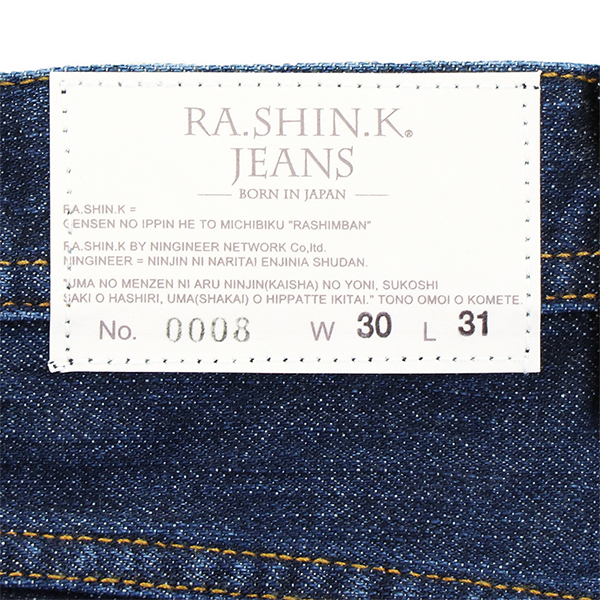 RA.SHIN.K.®
JEANS
BORN IN JAPAN
RA.SHIN.K =
GENSEN NO IPPIN HE TO MICHIBIKU "RASHIMBAN"
RA.SHIN.K BY NINGINEER NETWORK Co,ltd.
NINGINEER = NINJIN NI NARITAI ENJINIA SHUDAN.
"UMA NO MENZEN NI ARU NINJIN(KAISHA) NO YONI, SUKOSHI
SAKI O HASHIRI, UMA(SHAKAI) O HIPPATTE IKITAI." TONO OMOI O KOMETE.
No. 0008 W 30 L 31